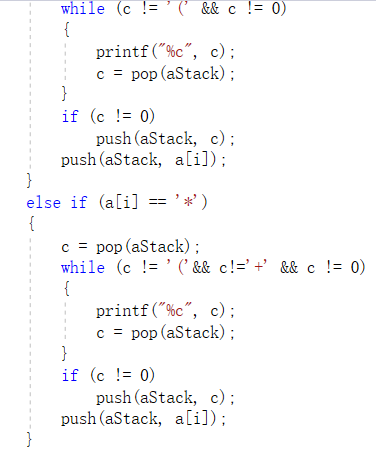 while (c != '(' && c != 0)
{
printf("%c", c);
c = pop(aStack);
}
if (c != 0)
push(aStack, c);
push(aStack, a[i]);
}
else if (a[i] == '*')
{
c = pop(aStack);
while (c != '('&& c!='+' && c != 0)
{
printf("%c", c);
c = pop(aStack);
}
if (c != 0)
push(aStack, c);
push(aStack, a[i]);
}